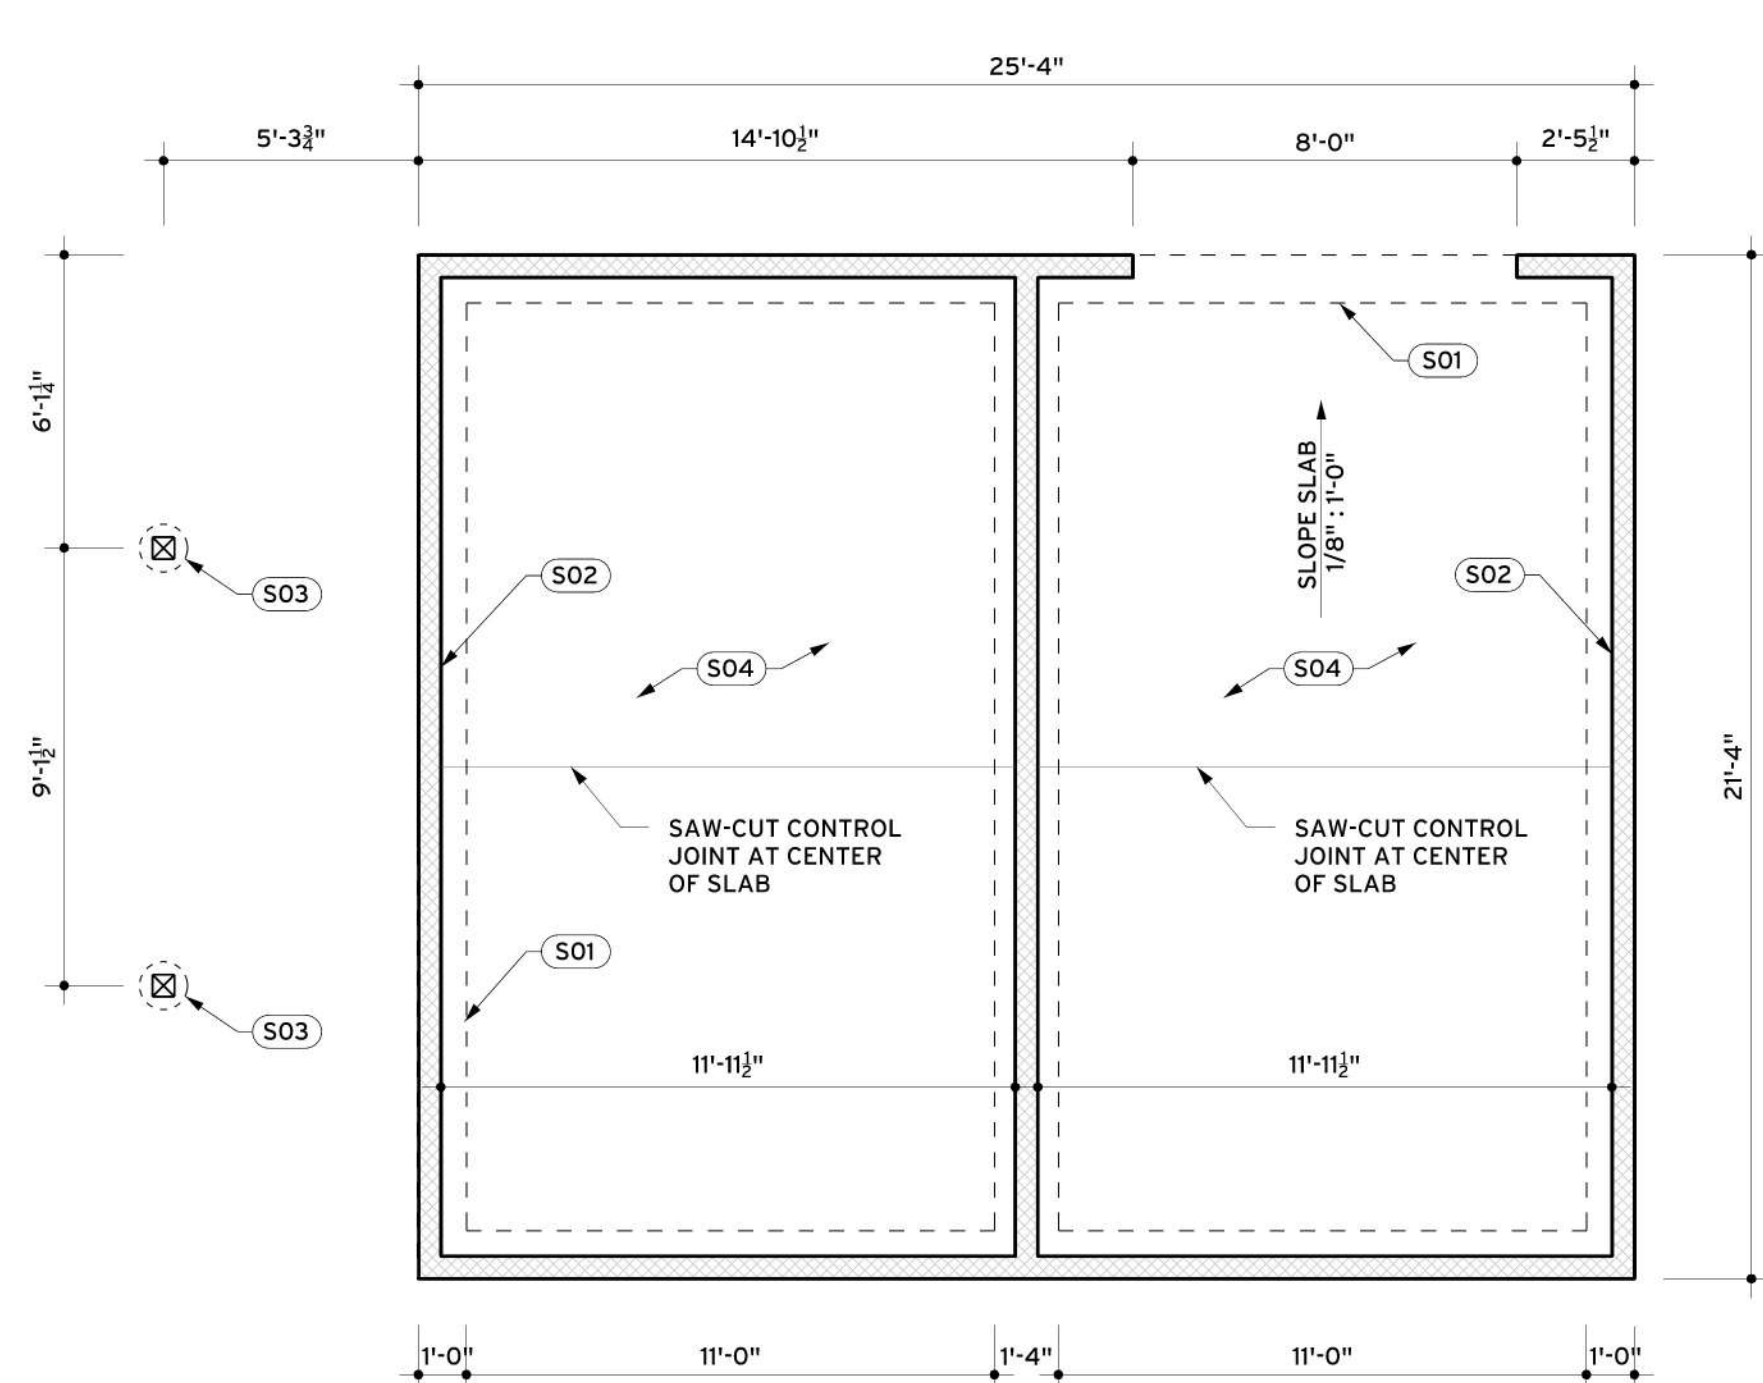 25'-4"
5'-3¾"
14'-10½"
8'-0"
2'-5½"
6'-1¼"
S01
SLOPE SLAB
1/8" : 1'-0"
S03
S02
S02
S04
S04
9'-1½"
21'-4"
SAW-CUT CONTROL
JOINT AT CENTER
OF SLAB
SAW-CUT CONTROL
JOINT AT CENTER
OF SLAB
S01
S03
11'-11½"
11'-11½"
1'-0"
11'-0"
1'-4"
11'-0"
1'-0"